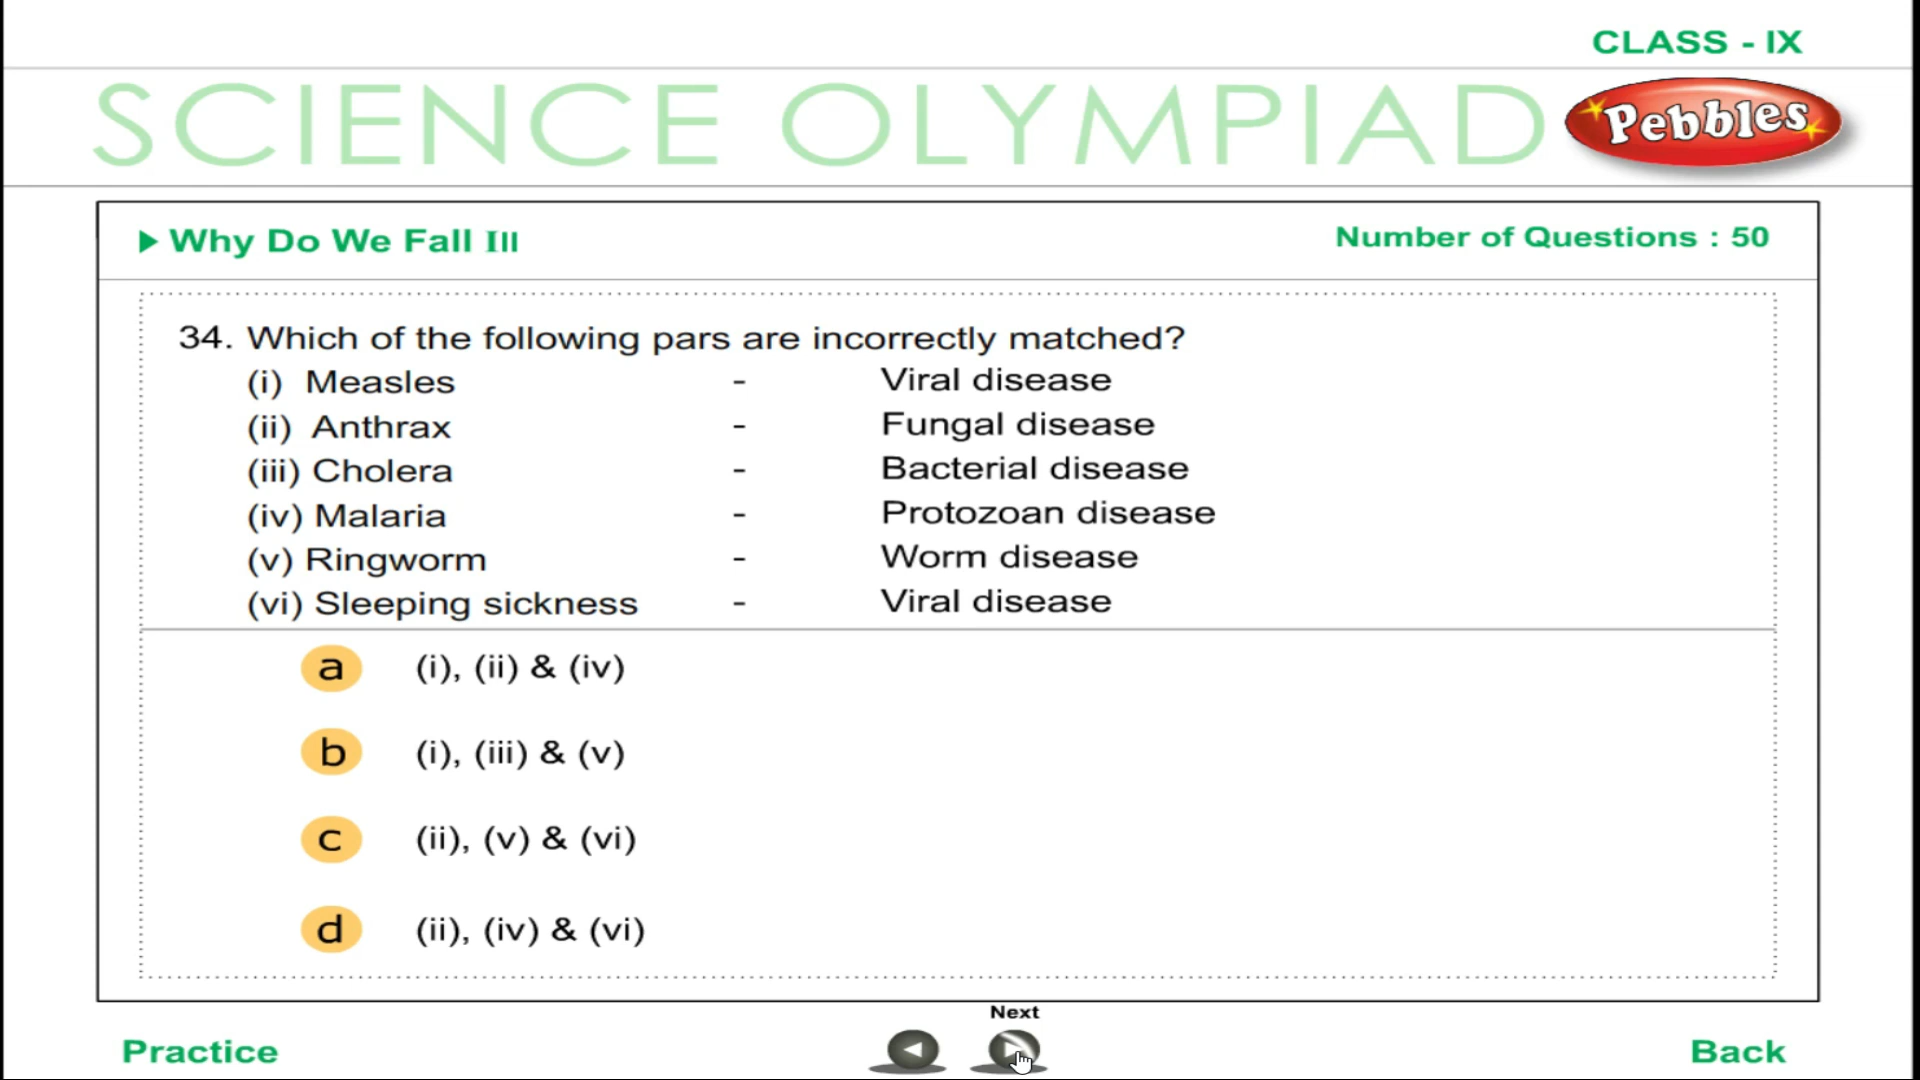 CLASS - IX
SCIENCE OLYMPIAD
Pebbles
Why Do We Fall Ill
Number of Questions : 50
34. Which of the following pars are incorrectly matched?
(i) Measles - Viral disease
(ii) Anthrax - Fungal disease
(iii) Cholera - Bacterial disease
(iv) Malaria - Protozoan disease
(v) Ringworm - Worm disease
(vi) Sleeping sickness - Viral disease
a (i), (ii) & (iv)
b (i), (iii) & (v)
c (ii), (v) & (vi)
d (ii), (iv) & (vi)
Next
Practice
Back